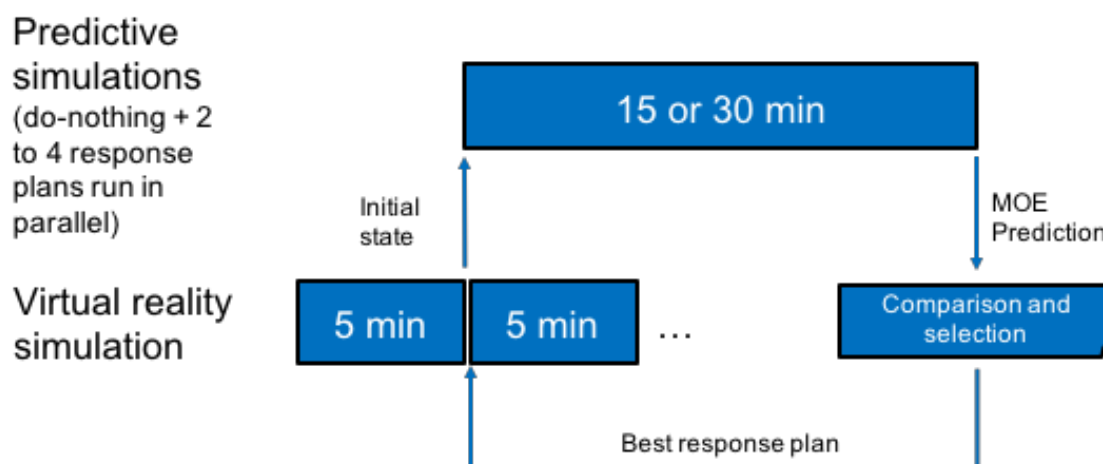 Predictive
simulations
(do-nothing + 2
to 4 response
plans run in
parallel)
15 or 30 min
Initial
state
MOE
Prediction
Virtual reality
simulation
5 min
5 min
...
Comparison and
selection
Best response plan